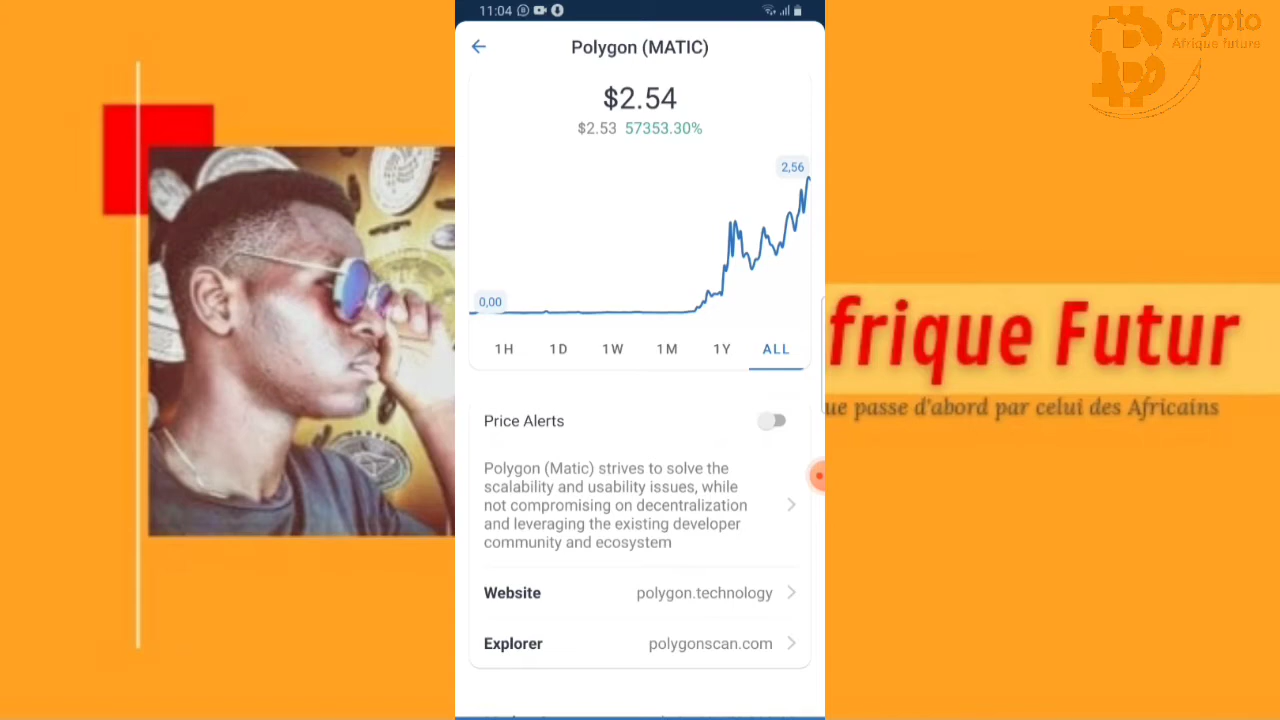 11:04
Crypto
Afrique future
Polygon (MATIC)
$2.54
$2.53 57353.30%
2,56
0,00
1H 1D 1W 1M 1Y ALL
frique Futur
ue passe d'abord par celui des Africains
Price Alerts
Polygon (Matic) strives to solve the
scalability and usability issues, while
not compromising on decentralization
and leveraging the existing developer
community and ecosystem
Website polygon.technology
Explorer polygonscan.com